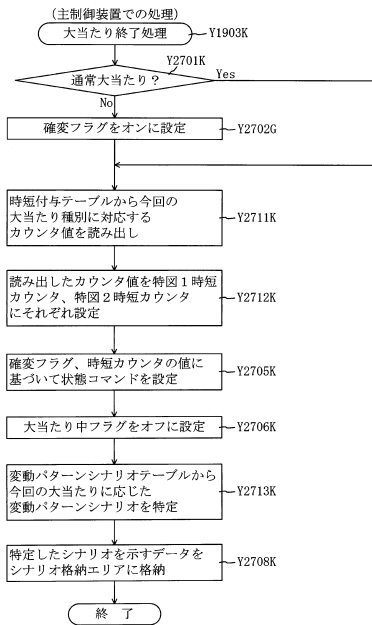 (主制御装置での処理)
大当たり終了処理
Y1903K
Y2701K
通常大当たり?
Yes
No
確変フラグをオンに設定
Y2702G
時短付与テーブルから今回の
大当たり種別に対応する
カウンタ値を読み出し
Y2711K
読み出したカウンタ値を特図1時短
カウンタ、特図2時短カウンタ
にそれぞれ設定
Y2712K
確変フラグ、時短カウンタの値に
基づいて状態コマンドを設定
Y2705K
大当たり中フラグをオフに設定
Y2706K
変動パターンシナリオテーブルから
今回の大当たりに応じた
変動パターンシナリオを特定
Y2713K
特定したシナリオを示すデータを
シナリオ格納エリアに格納
Y2708K
終 了